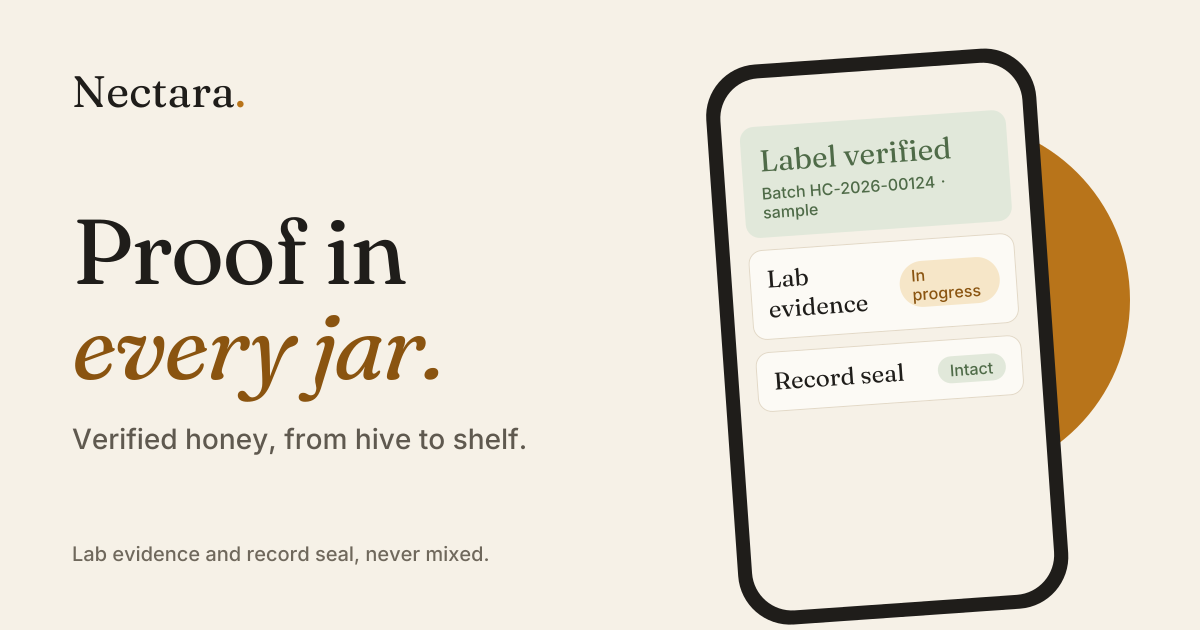 Nectara.
Proof in
every jar.
Verified honey, from hive to shelf.
Lab evidence and record seal, never mixed.
Label verified
Batch HC-2026-00124 ·
sample
Lab
evidence
In
progress
Record seal
Intact